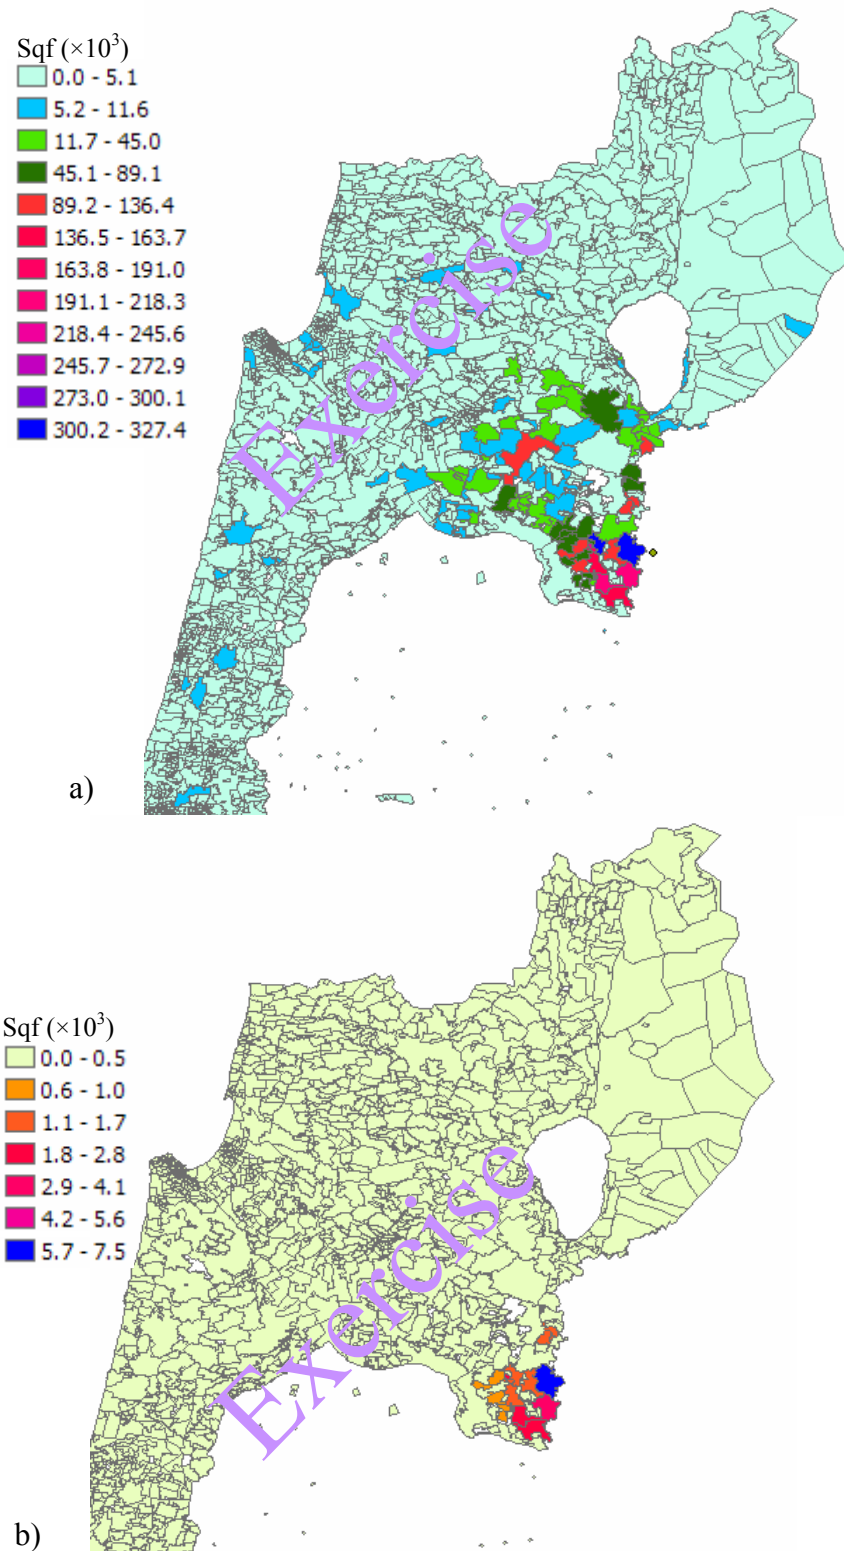 Sqf (×10³)
0.0 - 5.1
5.2 - 11.6
11.7 - 45.0
45.1 - 89.1
89.2 - 136.4
136.5 - 163.7
163.8 - 191.0
191.1 - 218.3
218.4 - 245.6
245.7 - 272.9
273.0 - 300.1
300.2 - 327.4
Exercise
a)
Sqf (×10³)
0.0 - 0.5
0.6 - 1.0
1.1 - 1.7
1.8 - 2.8
2.9 - 4.1
4.2 - 5.6
5.7 - 7.5
Exercise
b)